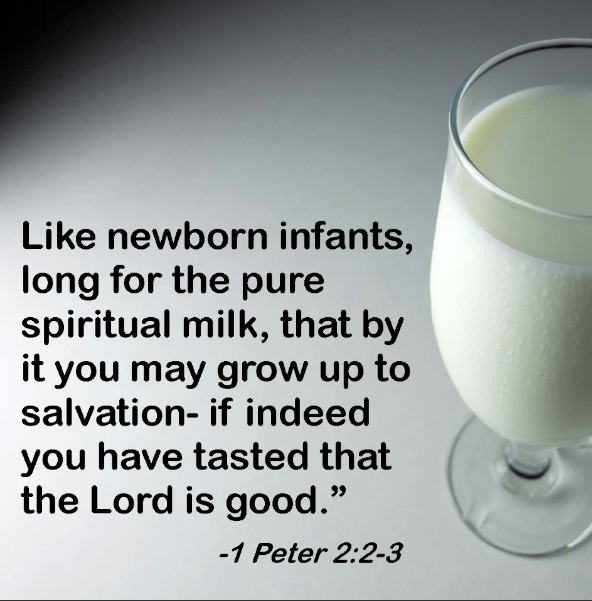 Like newborn infants,
long for the pure
spiritual milk, that by
it you may grow up to
salvation- if indeed
you have tasted that
the Lord is good.”
-1 Peter 2:2-3